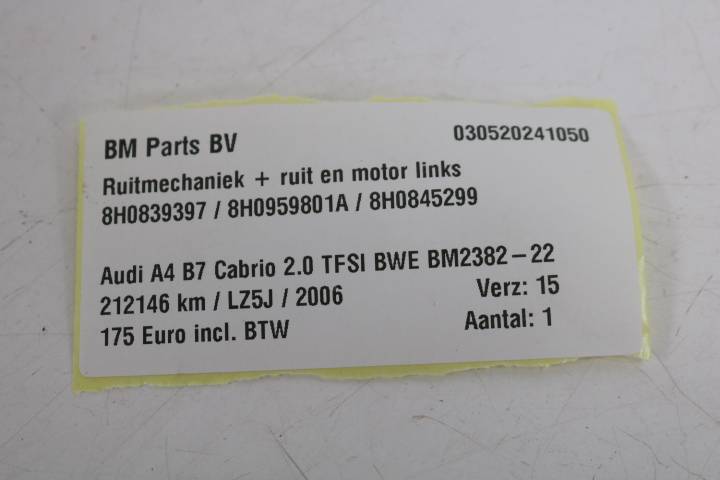 BM Parts BV 030520241050
Ruitmechaniek + ruit en motor links
8H0839397 / 8H0959801A / 8H0845299
Audi A4 B7 Cabrio 2.0 TFSI BWE BM2382-22
212146 km / LZ5J / 2006 Verz: 15
175 Euro incl. BTW Aantal: 1